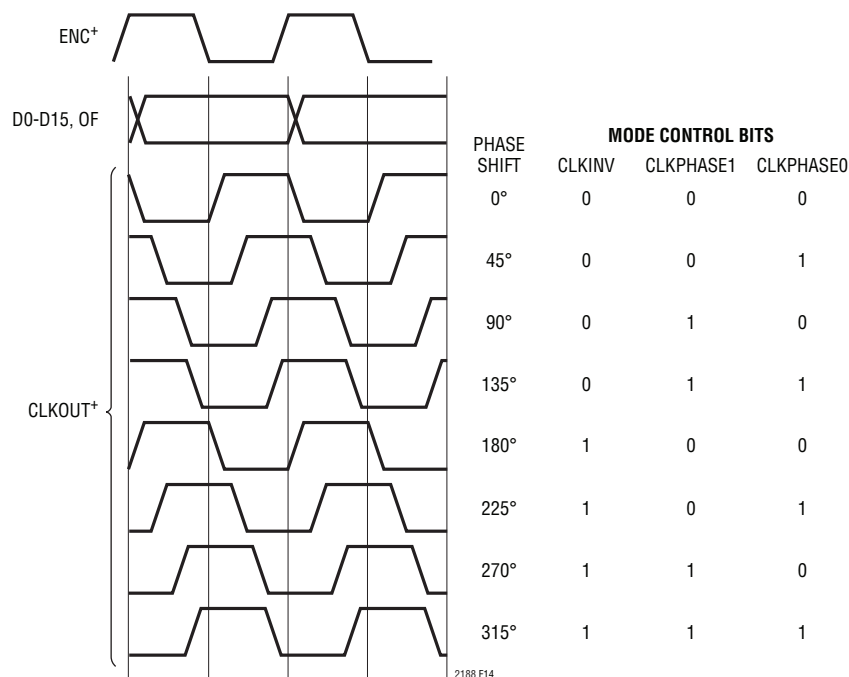 ENC+
D0-D15, OF
CLKOUT+
PHASE SHIFT
MODE CONTROL BITS
CLKINV CLKPHASE1 CLKPHASE0
0° 0 0 0
45° 0 0 1
90° 0 1 0
135° 0 1 1
180° 1 0 0
225° 1 0 1
270° 1 1 0
315° 1 1 1
2188 F14